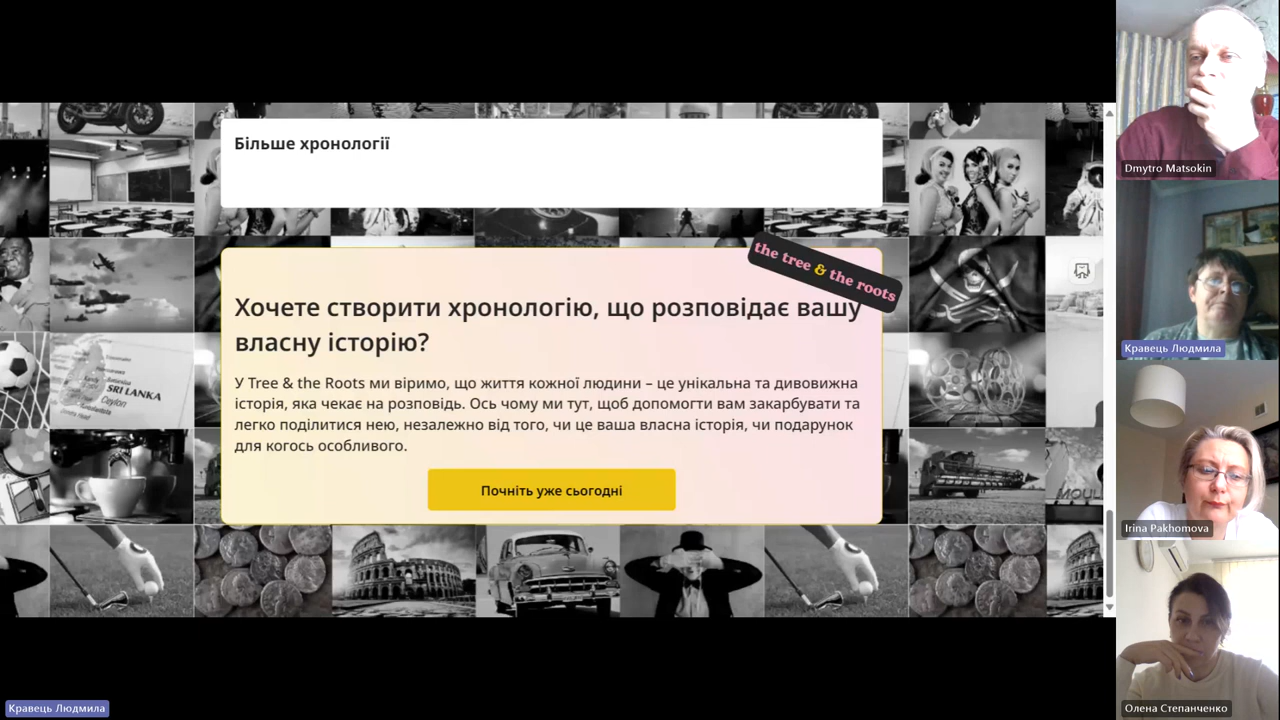 Більше хронології
the tree & the roots
Хочете створити хронологію, що розповідає вашу
власну історію?
У Tree & the Roots ми віримо, що життя кожної людини – це унікальна та дивовижна
історія, яка чекає на розповідь. Ось чому ми тут, щоб допомогти вам закарбувати та
легко поділитися нею, незалежно від того, чи це ваша власна історія, чи подарунок
для когось особливого.
Почніть уже сьогодні
SRI LANKA
Ceylon
MOUL
Dmytro Matsokin
Кравець Людмила
Irina Pakhomova
Олена Степанченко
Кравець Людмила